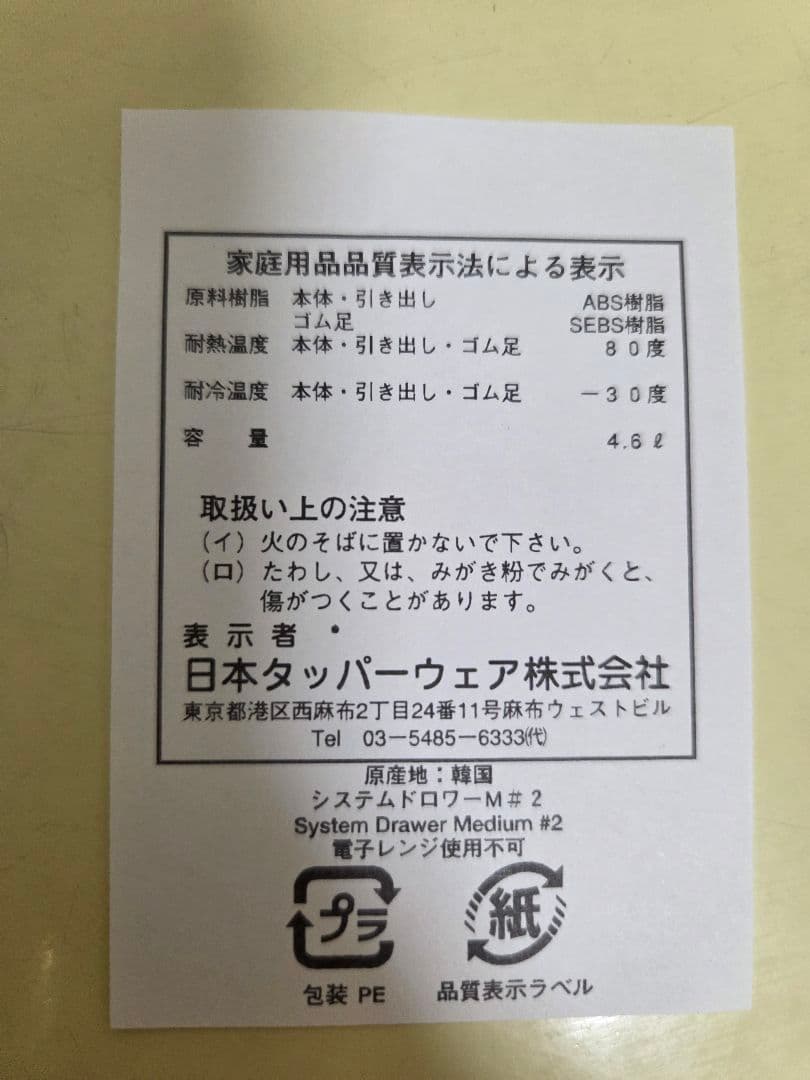 家庭用品品質表示法による表示
原料樹脂 本体・引き出し ABS樹脂
ゴム足 SEBS樹脂
耐熱温度 本体・引き出し・ゴム足 80度
耐冷温度 本体・引き出し・ゴム足 －30度
容 量 4.6ℓ
取扱い上の注意
（イ）火のそばに置かないで下さい。
（ロ）たわし、又は、みがき粉でみがくと、
傷がつくことがあります。
表示者
日本タッパーウェア株式会社
東京都港区西麻布2丁目24番11号麻布ウェストビル
Tel 03－5485－6333㈹
原産地：韓国
システムドロワーM＃2
System Drawer Medium #2
電子レンジ使用不可
プラ 紙
包装 PE 品質表示ラベル